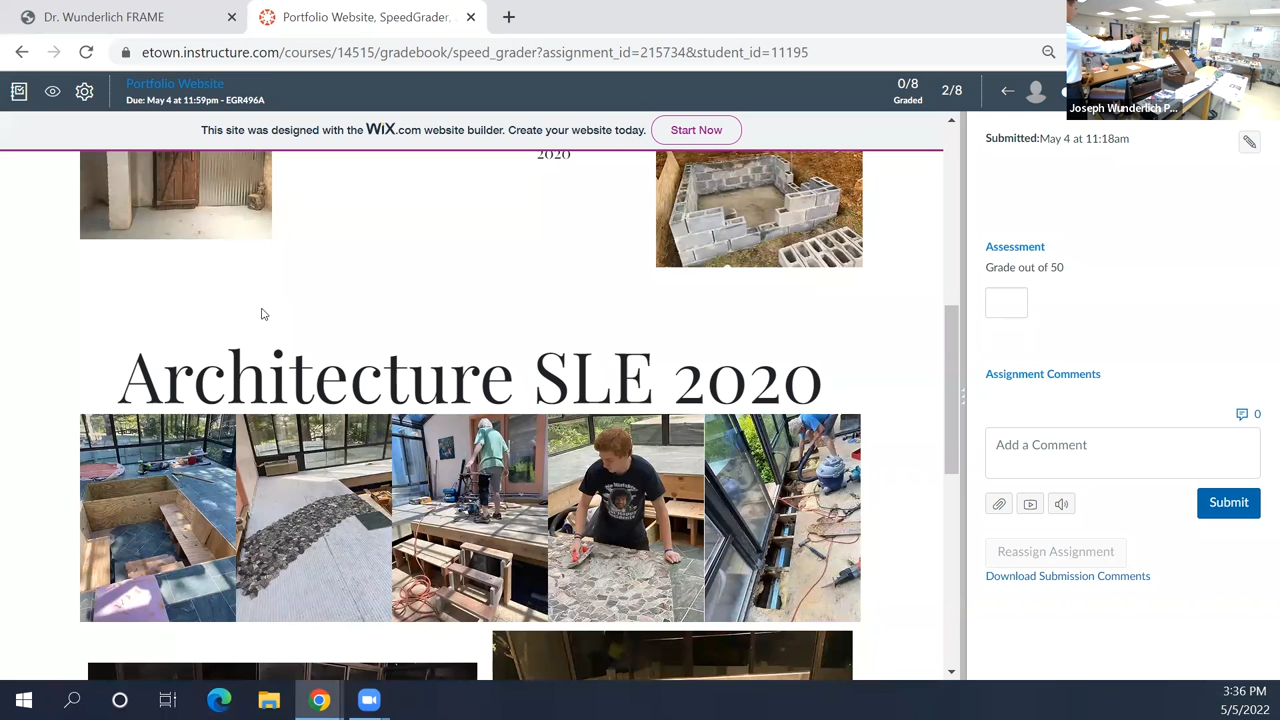 Dr. Wunderlich FRAME
Portfolio Website, SpeedGrader,
etown.instructure.com/courses/14515/gradebook/speed_grader?assignment_id=215734&student_id=11195
Joseph Wunderlich P...
Portfolio Website
Due: May 4 at 11:59pm - EGR496A
0/8
Graded
2/8
This site was designed with the WiX.com website builder. Create your website today.
Start Now
Submitted:May 4 at 11:18am
2020
Assessment
Grade out of 50
Architecture SLE 2020
Assignment Comments
0
Add a Comment
Submit
Reassign Assignment
Download Submission Comments
3:36 PM
5/5/2022